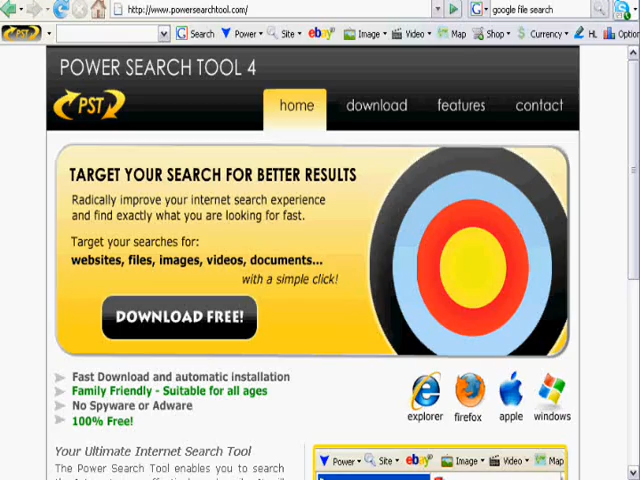 http://www.powersearchtool.com/
google file search
PST
Search Power Site ebay Image Video Map Shop Currency HL Option
POWER SEARCH TOOL 4
PST
home download features contact
TARGET YOUR SEARCH FOR BETTER RESULTS
Radically improve your internet search experience
and find exactly what you are looking for fast.
Target your searches for:
websites, files, images, videos, documents...
with a simple click!
DOWNLOAD FREE!
Fast Download and automatic installation
Family Friendly - Suitable for all ages
No Spyware or Adware
100% Free!
explorer firefox apple windows
Your Ultimate Internet Search Tool
The Power Search Tool enables you to search
Power Site ebay Image Video Map